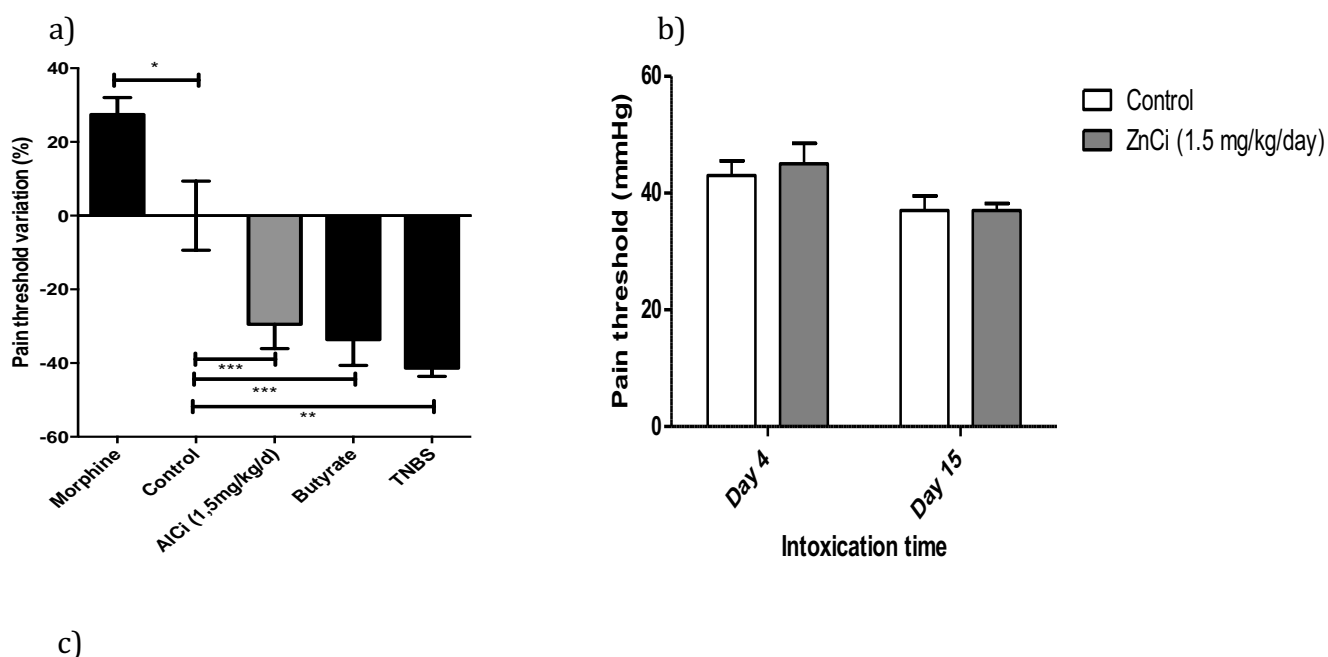 a)
Pain threshold variation (%)
40
20
0
-20
-40
-60
*
***
***
**
Morphine
Control
AlCi (1,5mg/kg/d)
Butyrate
TNBS
b)
Pain threshold (mmHg)
60
40
20
0
Day 4
Day 15
Intoxication time
Control
ZnCi (1.5 mg/kg/day)
c)